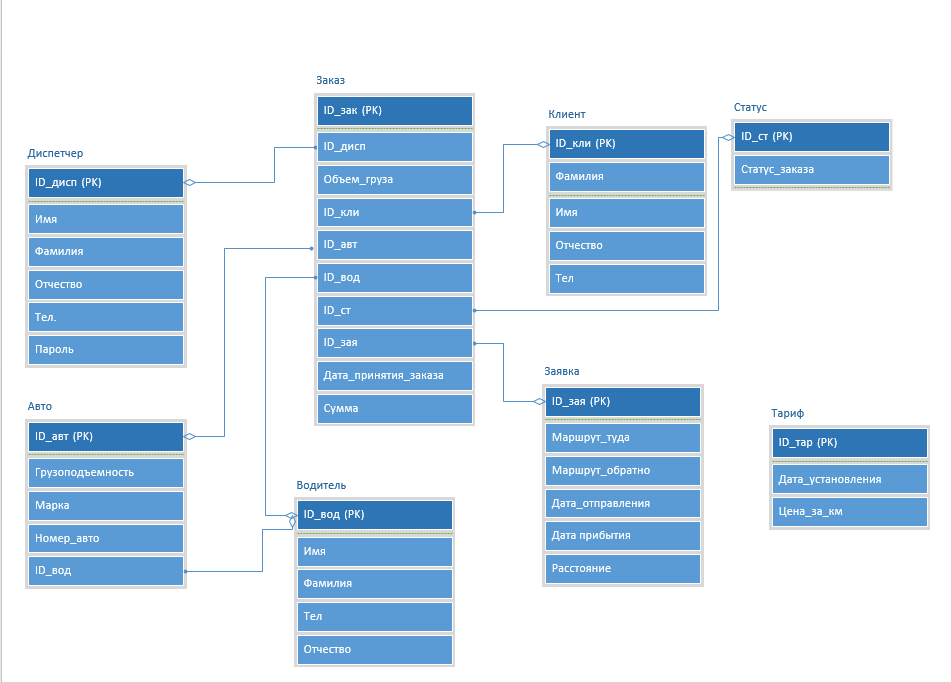 Заказ
ID_зак (PK)
ID_дисп
Объем_груза
ID_кли
ID_авт
ID_вод
ID_ст
ID_зая
Дата_принятия_заказа
Сумма
Клиент
ID_кли (PK)
Фамилия
Имя
Отчество
Тел
Статус
ID_ст (PK)
Статус_заказа
Диспетчер
ID_дисп (PK)
Имя
Фамилия
Отчество
Тел.
Пароль
Авто
ID_авт (PK)
Грузоподъемность
Марка
Номер_авто
ID_вод
Водитель
ID_вод (PK)
Имя
Фамилия
Тел
Отчество
Заявка
ID_зая (PK)
Маршрут_туда
Маршрут_обратно
Дата_отправления
Дата прибытия
Расстояние
Тариф
ID_тар (PK)
Дата_установления
Цена_за_км